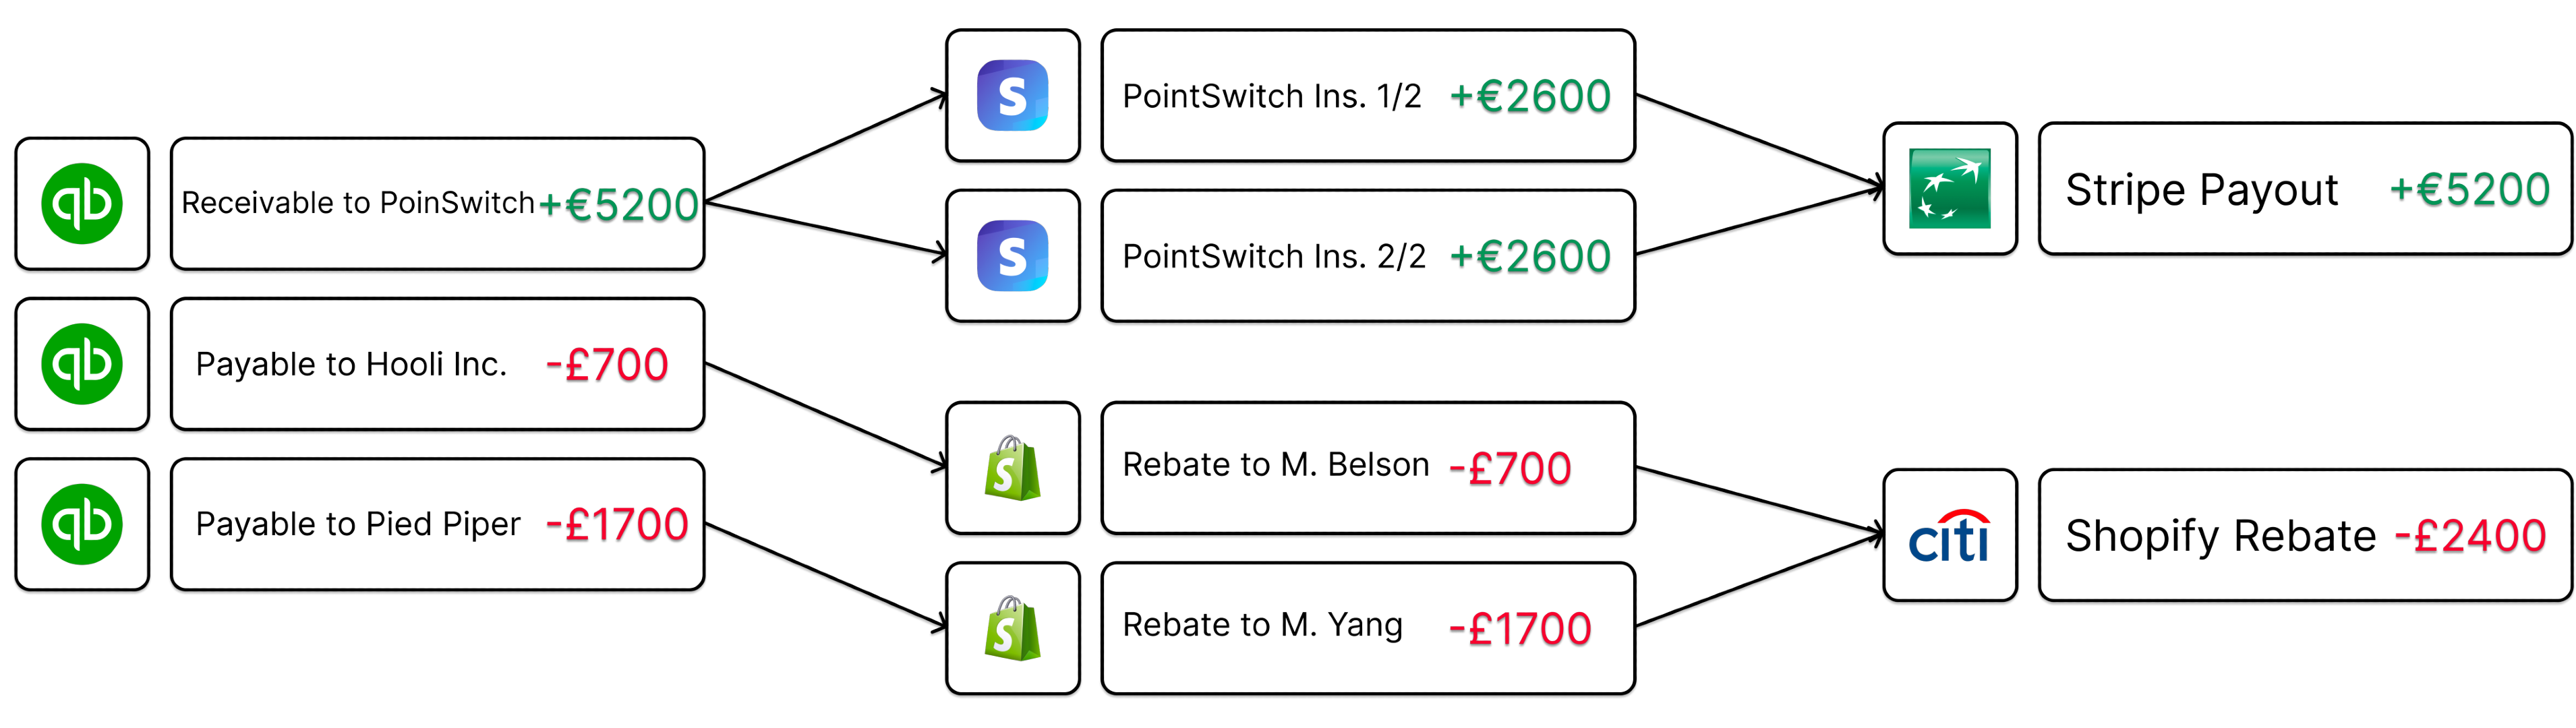 qb
Receivable to PoinSwitch +€5200
qb
Payable to Hooli Inc. -£700
qb
Payable to Pied Piper -£1700
S
PointSwitch Ins. 1/2 +€2600
S
PointSwitch Ins. 2/2 +€2600
S
Rebate to M. Belson -£700
S
Rebate to M. Yang -£1700
Stripe Payout +€5200
citi
Shopify Rebate -£2400